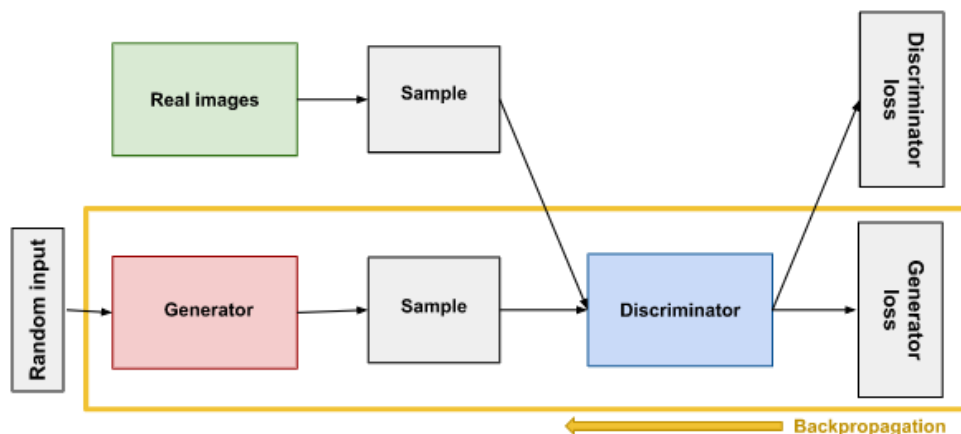 Real images
Sample
Discriminator
loss
Random input
Generator
Sample
Discriminator
Generator
loss
Backpropagation